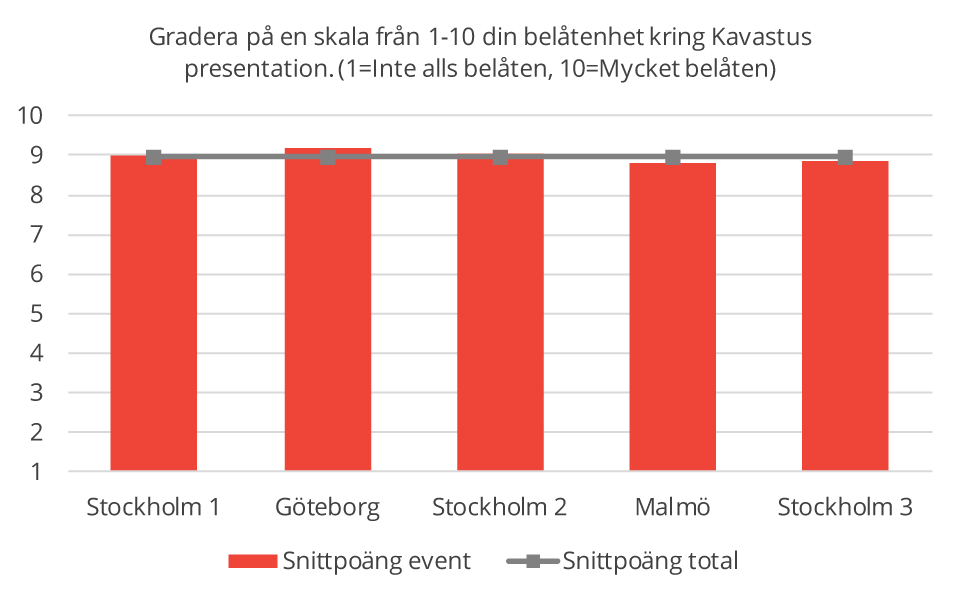 Gradera på en skala från 1-10 din belåtenhet kring Kavastus
presentation. (1=Inte alls belåten, 10=Mycket belåten)
10
9
8
7
6
5
4
3
2
1
Stockholm 1 Göteborg Stockholm 2 Malmö Stockholm 3
Snittpoäng event Snittpoäng total